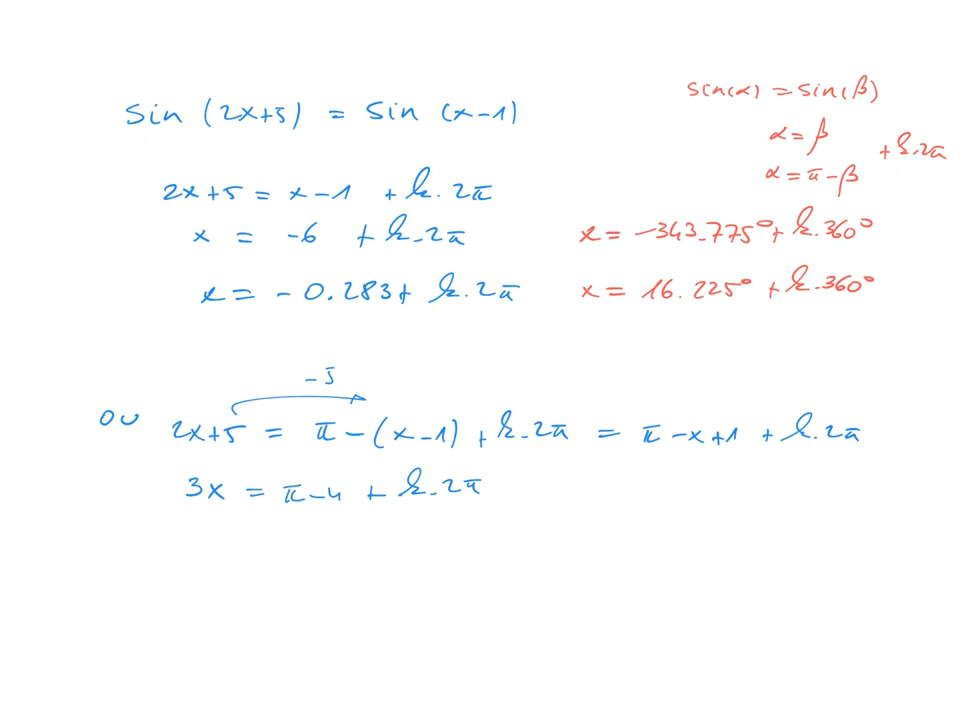 sin(α) = sin(β)
sin (2x+5) = sin (x-1)
α = β
+ k.2π
α = π - β
2x+5 = x-1 + k.2π
x = -6 + k.2π
x = -343.775° + k.360°
x = -0.283 + k.2π
x = 16.225° + k.360°
-5
ou 2x+5 = π-(x-1) + k.2π = π-x+1 + k.2π
3x = π-4 + k.2π